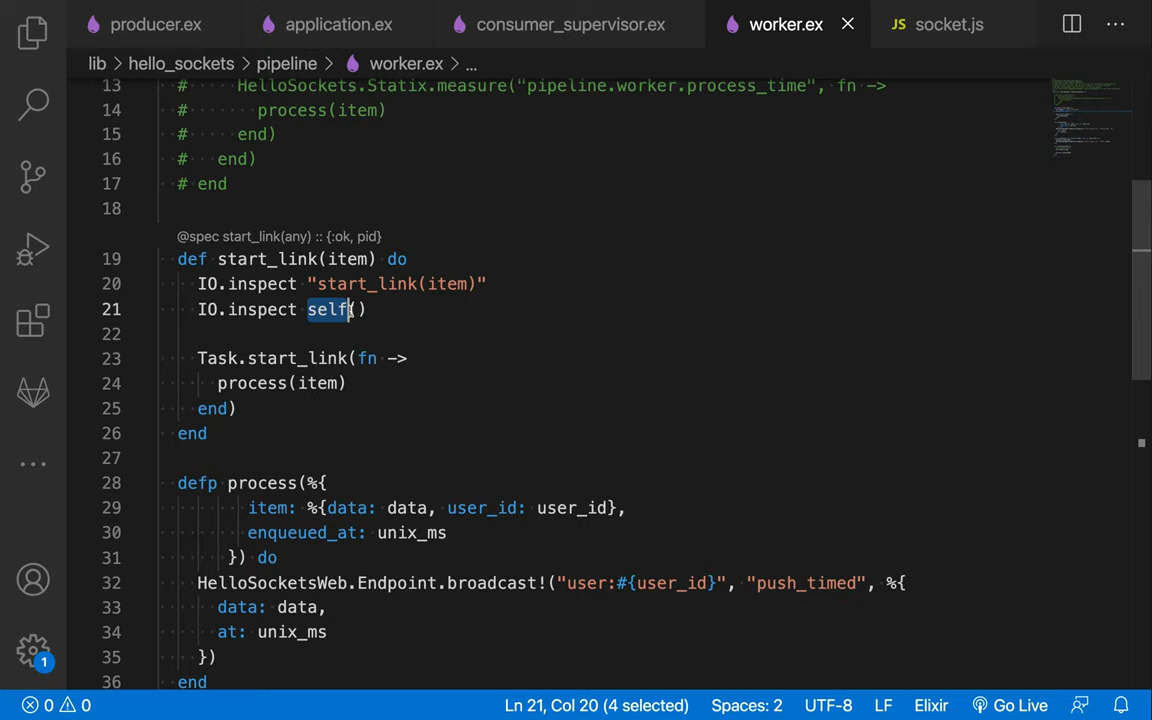 producer.ex application.ex consumer_supervisor.ex worker.ex JS socket.js
lib > hello_sockets > pipeline > worker.ex > ...
13 # HelloSockets.Statix.measure("pipeline.worker.process_time", fn ->
14 # process(item)
15 # end)
16 # end)
17 # end
18
@spec start_link(any) :: {:ok, pid}
19 def start_link(item) do
20 IO.inspect "start_link(item)"
21 IO.inspect self()
22
23 Task.start_link(fn ->
24 process(item)
25 end)
26 end
27
28 defp process(%{
29 item: %{data: data, user_id: user_id},
30 enqueued_at: unix_ms
31 }) do
32 HelloSocketsWeb.Endpoint.broadcast!("user:#{user_id}", "push_timed", %{
33 data: data,
34 at: unix_ms
35 })
36 end
1
0 0 Ln 21, Col 20 (4 selected) Spaces: 2 UTF-8 LF Elixir Go Live